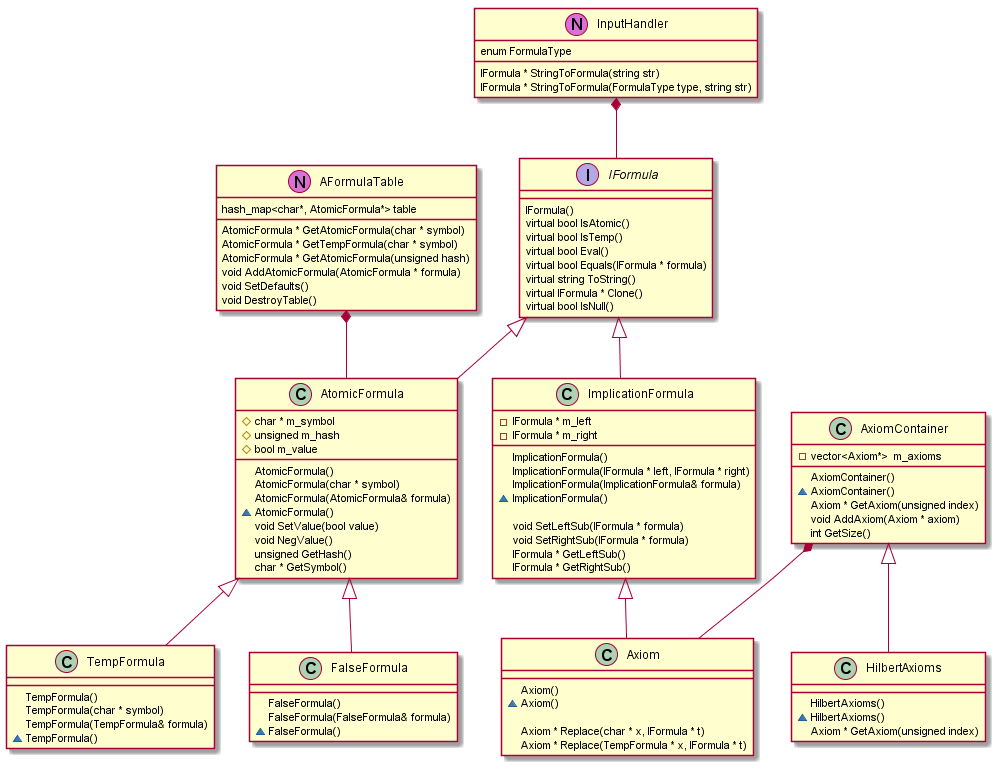 N InputHandler
enum FormulaType
IFormula * StringToFormula(string str)
IFormula * StringToFormula(FormulaType type, string str)
N AFormulaTable
hash_map<char*, AtomicFormula*> table
AtomicFormula * GetAtomicFormula(char * symbol)
AtomicFormula * GetTempFormula(char * symbol)
AtomicFormula * GetAtomicFormula(unsigned hash)
void AddAtomicFormula(AtomicFormula * formula)
void SetDefaults()
void DestroyTable()
I IFormula
IFormula()
virtual bool IsAtomic()
virtual bool IsTemp()
virtual bool Eval()
virtual bool Equals(IFormula * formula)
virtual string ToString()
virtual IFormula * Clone()
virtual bool IsNull()
C AtomicFormula
char * m_symbol
unsigned m_hash
bool m_value
AtomicFormula()
AtomicFormula(char * symbol)
AtomicFormula(AtomicFormula& formula)
AtomicFormula()
void SetValue(bool value)
void NegValue()
unsigned GetHash()
char * GetSymbol()
C ImplicationFormula
IFormula * m_left
IFormula * m_right
ImplicationFormula()
ImplicationFormula(IFormula * left, IFormula * right)
ImplicationFormula(ImplicationFormula& formula)
ImplicationFormula()
void SetLeftSub(IFormula * formula)
void SetRightSub(IFormula * formula)
IFormula * GetLeftSub()
IFormula * GetRightSub()
C AxiomContainer
vector<Axiom*> m_axioms
AxiomContainer()
AxiomContainer()
Axiom * GetAxiom(unsigned index)
void AddAxiom(Axiom * axiom)
int GetSize()
C TempFormula
TempFormula()
TempFormula(char * symbol)
TempFormula(TempFormula& formula)
TempFormula()
C FalseFormula
FalseFormula()
FalseFormula(FalseFormula& formula)
FalseFormula()
C Axiom
Axiom()
Axiom()
Axiom * Replace(char * x, IFormula * t)
Axiom * Replace(TempFormula * x, IFormula * t)
C HilbertAxioms
HilbertAxioms()
HilbertAxioms()
Axiom * GetAxiom(unsigned index)